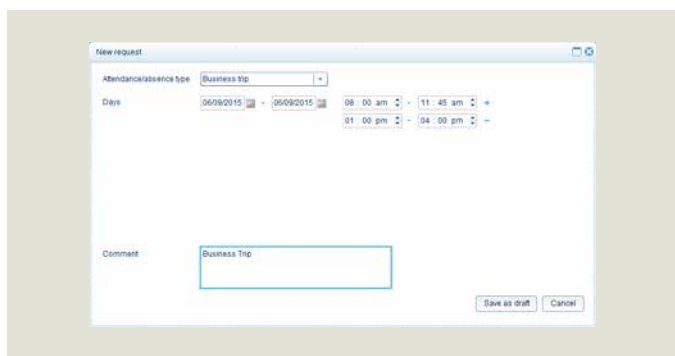 New request
Attendance/absence type Business trip
Days 06/09/2015 - 06/09/2015 08 : 00 am - 11 : 45 am +
01 : 00 pm - 04 : 00 pm -
Comment Business Trip
Save as draft Cancel